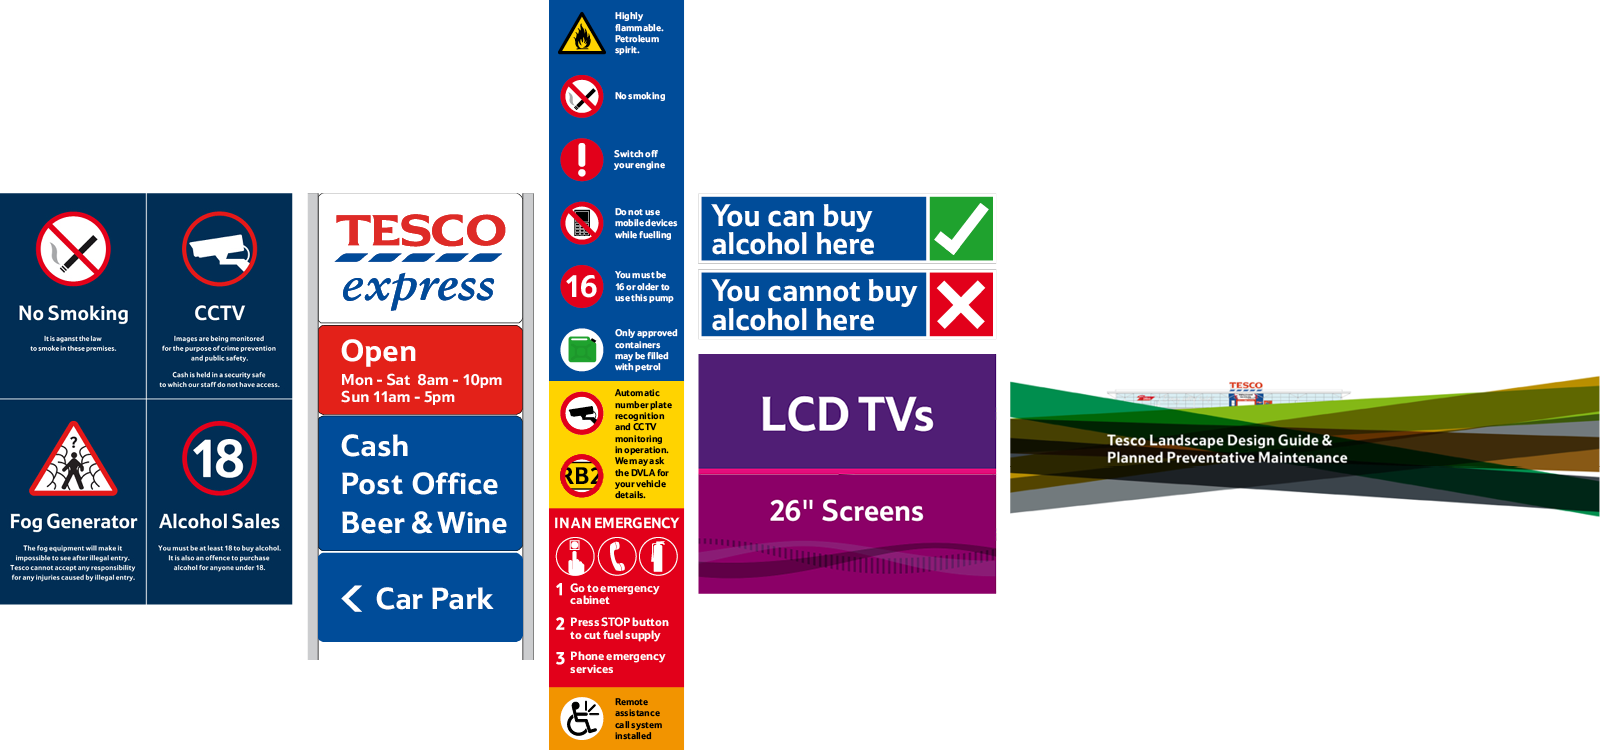 No Smoking
It is aganst the law
to smoke in these premises.
CCTV
Images are being monitored
for the purpose of crime prevention
and public safety.
Cash is held in a security safe
to which our staff do not have access.
?
Fog Generator
The fog equipment will make it
impossible to see after illegal entry.
Tesco cannot accept any responsibility
for any injuries caused by illegal entry.
18
Alcohol Sales
You must be at least 18 to buy alcohol.
It is also an offence to purchase
alcohol for anyone under 18.
TESCO
express
Open
Mon - Sat 8am - 10pm
Sun 11am - 5pm
Cash
Post Office
Beer & Wine
Car Park
Highly
flammable.
Petroleum
spirit.
No smoking
!
Switch off
your engine
Do not use
mobile devices
while fuelling
16
You must be
16 or older to
use this pump
Only approved
containers
may be filled
with petrol
Automatic
number plate
recognition
and CCTV
monitoring
in operation.
We may ask
the DVLA for
your vehicle
details.
RB2
IN AN EMERGENCY
1 Go to emergency
cabinet
2 Press STOP button
to cut fuel supply
3 Phone emergency
services
Remote
assistance
call system
installed
You can buy
alcohol here
You cannot buy
alcohol here
LCD TVs
26" Screens
TESCO
Tesco Landscape Design Guide &
Planned Preventative Maintenance